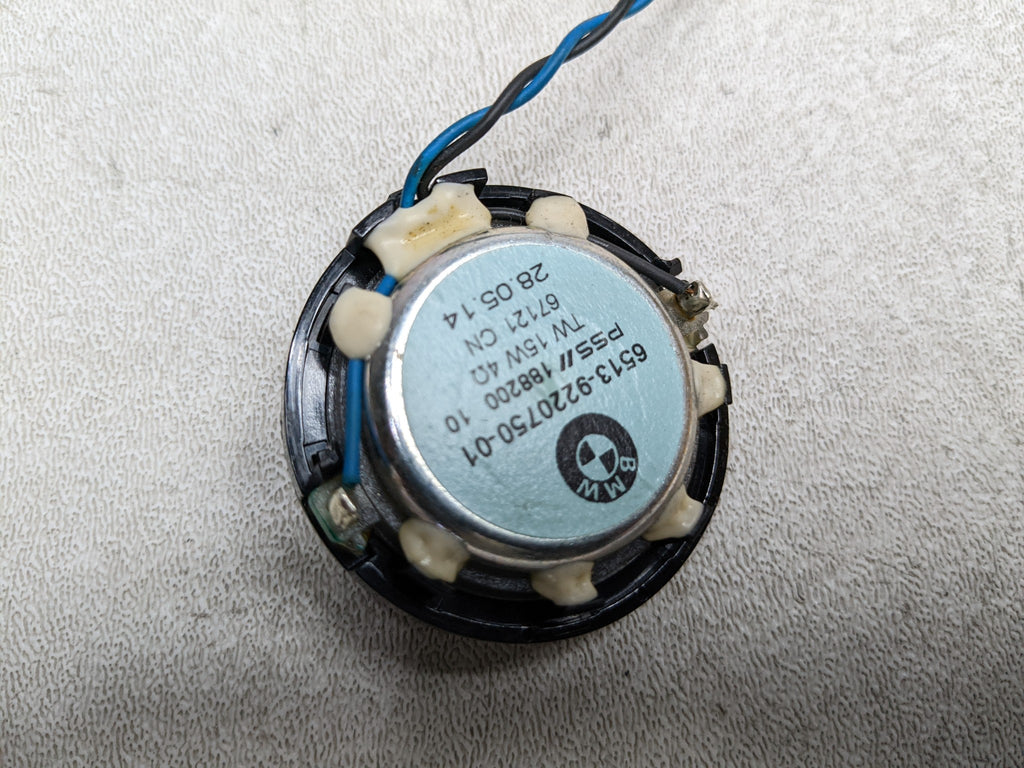 BMW
6513-9220750-01
PSS// 188200 10
TW 15W 4Ω
67121 CN
28.05.14